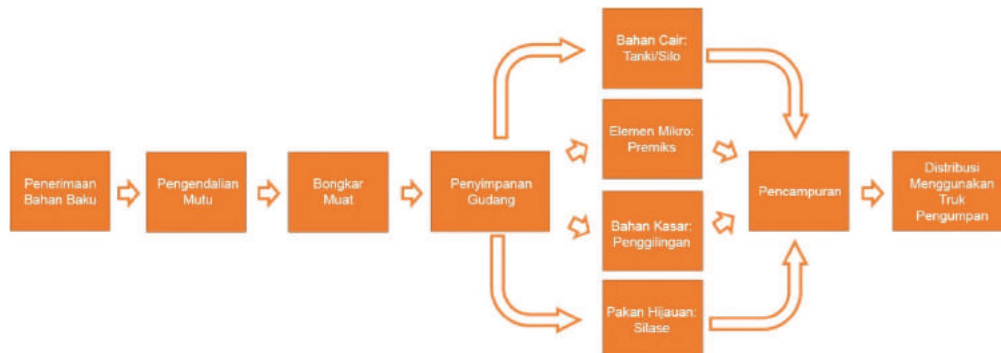 Penerimaan
Bahan Baku
Pengendalian
Mutu
Bongkar
Muat
Penyimpanan
Gudang
Bahan Cair:
Tanki/Silo
Elemen Mikro:
Premiks
Bahan Kasar:
Penggilingan
Pakan Hijauan:
Silase
Pencampuran
Distribusi
Menggunakan
Truk
Pengumpan